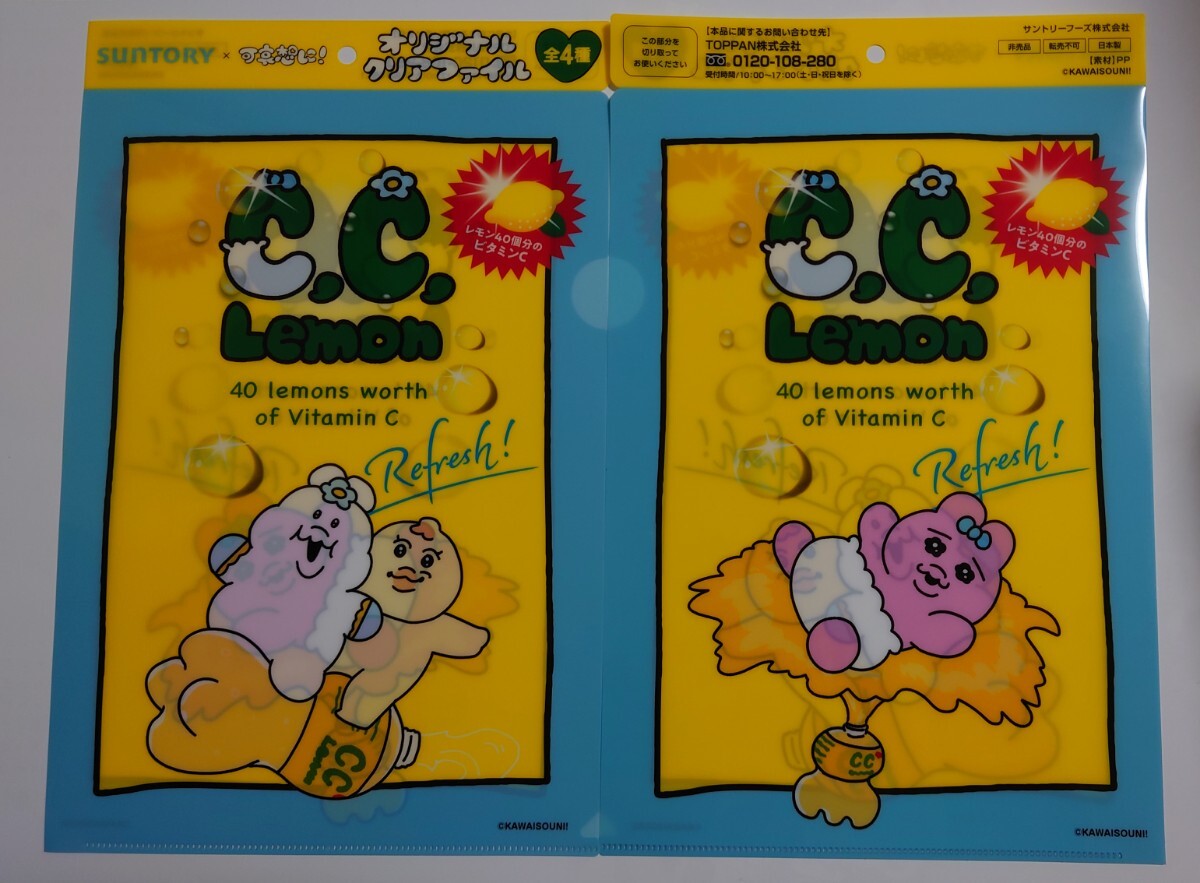 SUNTORY × 可哀想に!
オリジナル
クリアファイル
全4種
この部分を
切り取って
お使いください
【本品に関するお問い合わせ先】
TOPPAN株式会社
0120-108-280
受付時間/10:00~17:00(土・日・祝日を除く)
サントリーフーズ株式会社
非売品 転売不可 日本製
【素材】PP
©KAWAISOUNI!
C.C.
Lemon
レモン40個分の
ビタミンC
40 lemons worth
of Vitamin C
Refresh!
CC
Lemon
©KAWAISOUNI!
C.C.
Lemon
レモン40個分の
ビタミンC
40 lemons worth
of Vitamin C
Refresh!
CC
©KAWAISOUNI!